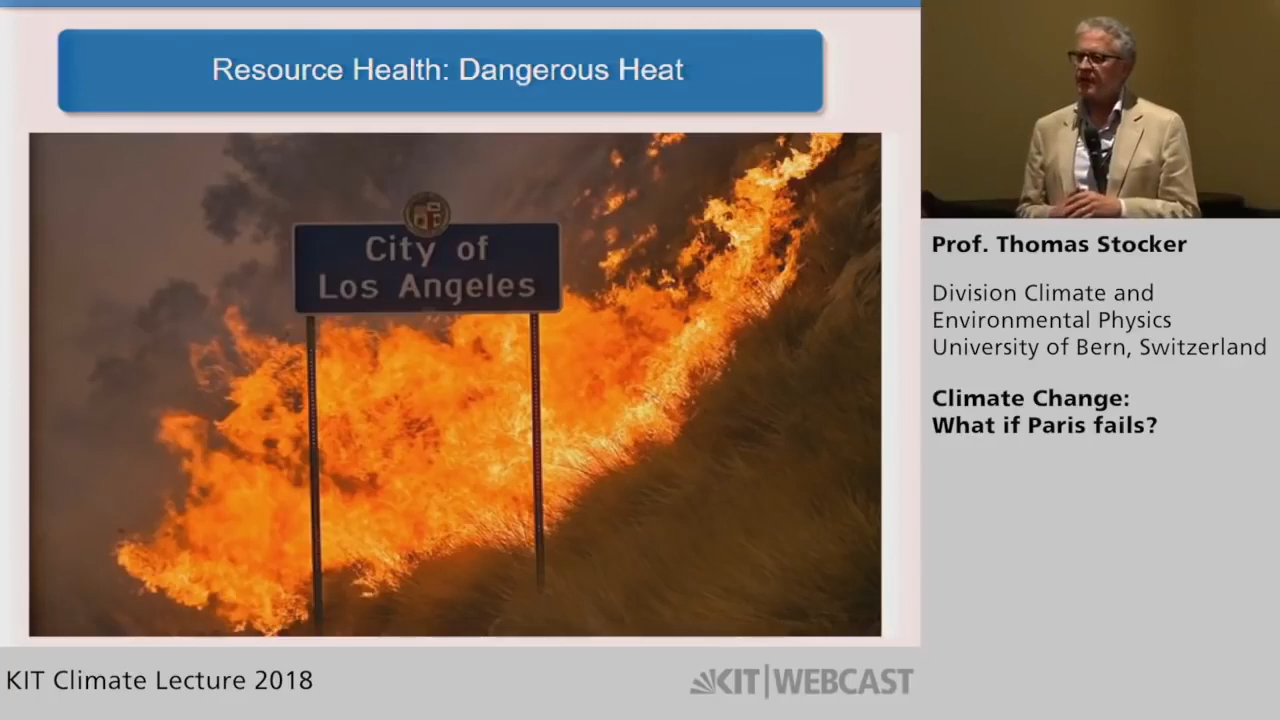 Resource Health: Dangerous Heat
City of
Los Angeles
Prof. Thomas Stocker
Division Climate and
Environmental Physics
University of Bern, Switzerland
Climate Change:
What if Paris fails?
KIT Climate Lecture 2018
KIT | WEBCAST